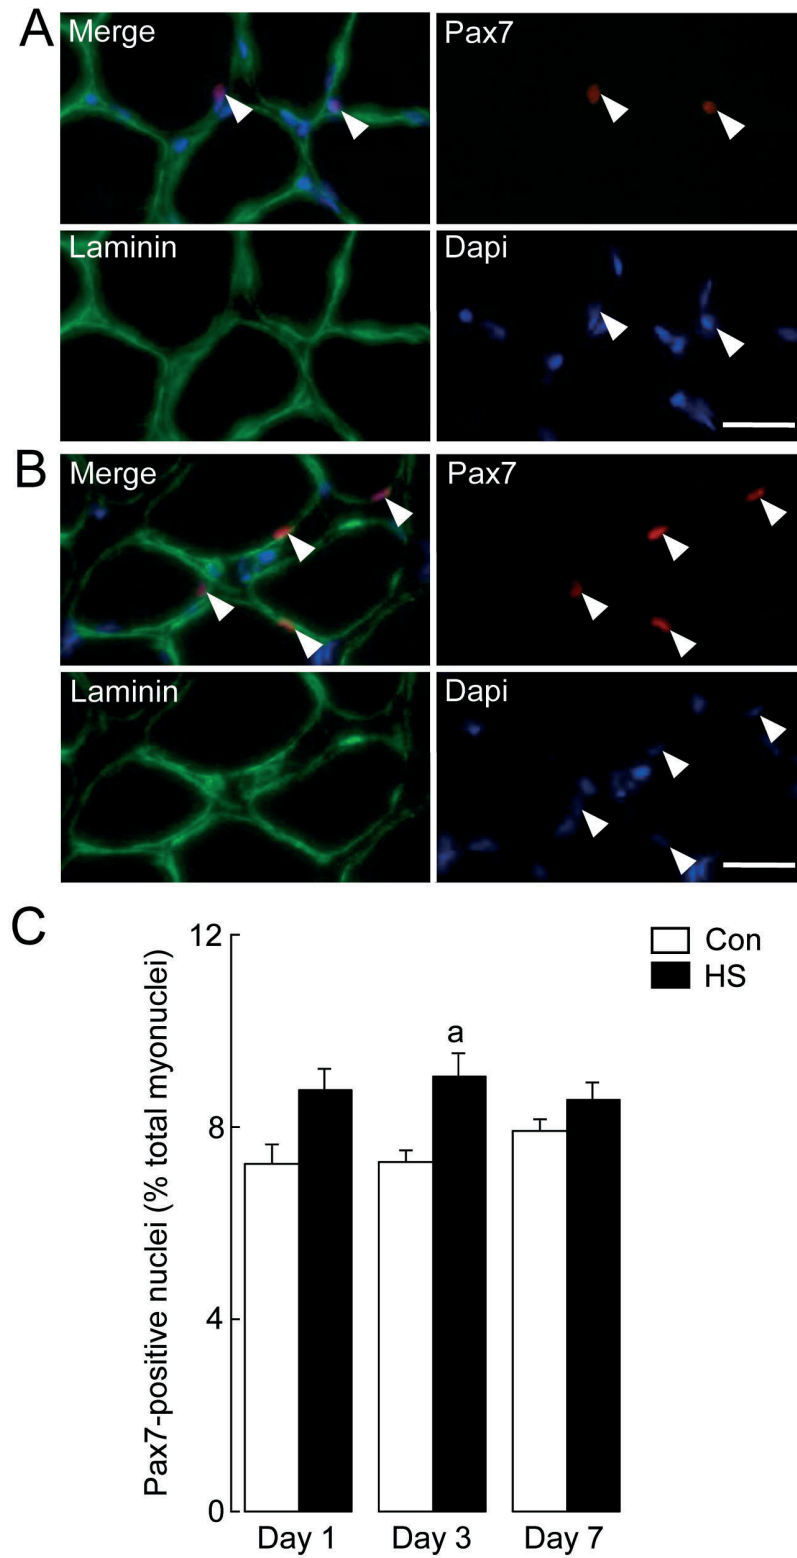 A
Merge
Pax7
Laminin
Dapi
B
Merge
Pax7
Laminin
Dapi
C
Pax7-positive nuclei (% total myonuclei)
12
8
4
0
Con
HS
a
Day 1
Day 3
Day 7